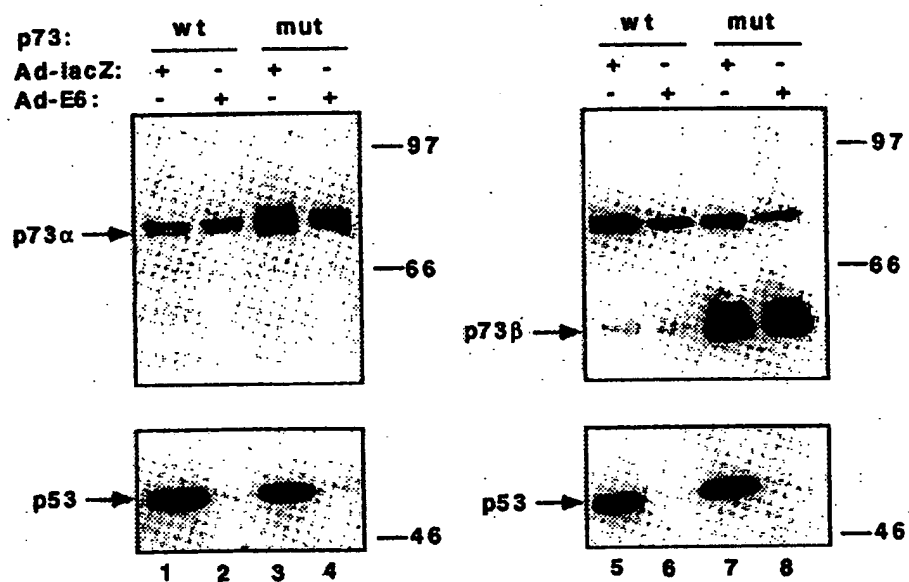 p73: wt mut wt mut
Ad-lacZ: + - + - + - + -
Ad-E6: - + - + - + - +
97 97
p73α
66 66
p73β
p53 p53
46 46
1 2 3 4 5 6 7 8